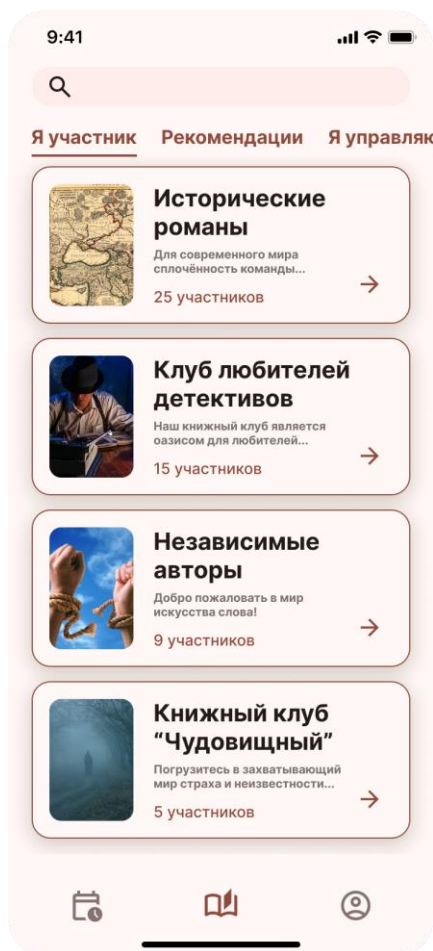 9:41
Я участник Рекомендации Я управляю
Исторические
романы
Для современного мира
сплочённость команды...
25 участников
Клуб любителей
детективов
Наш книжный клуб является
оазисом для любителей...
15 участников
Независимые
авторы
Добро пожаловать в мир
искусства слова!
9 участников
Книжный клуб
“Чудовищный”
Погрузитесь в захватывающий
мир страха и неизвестности...
5 участников